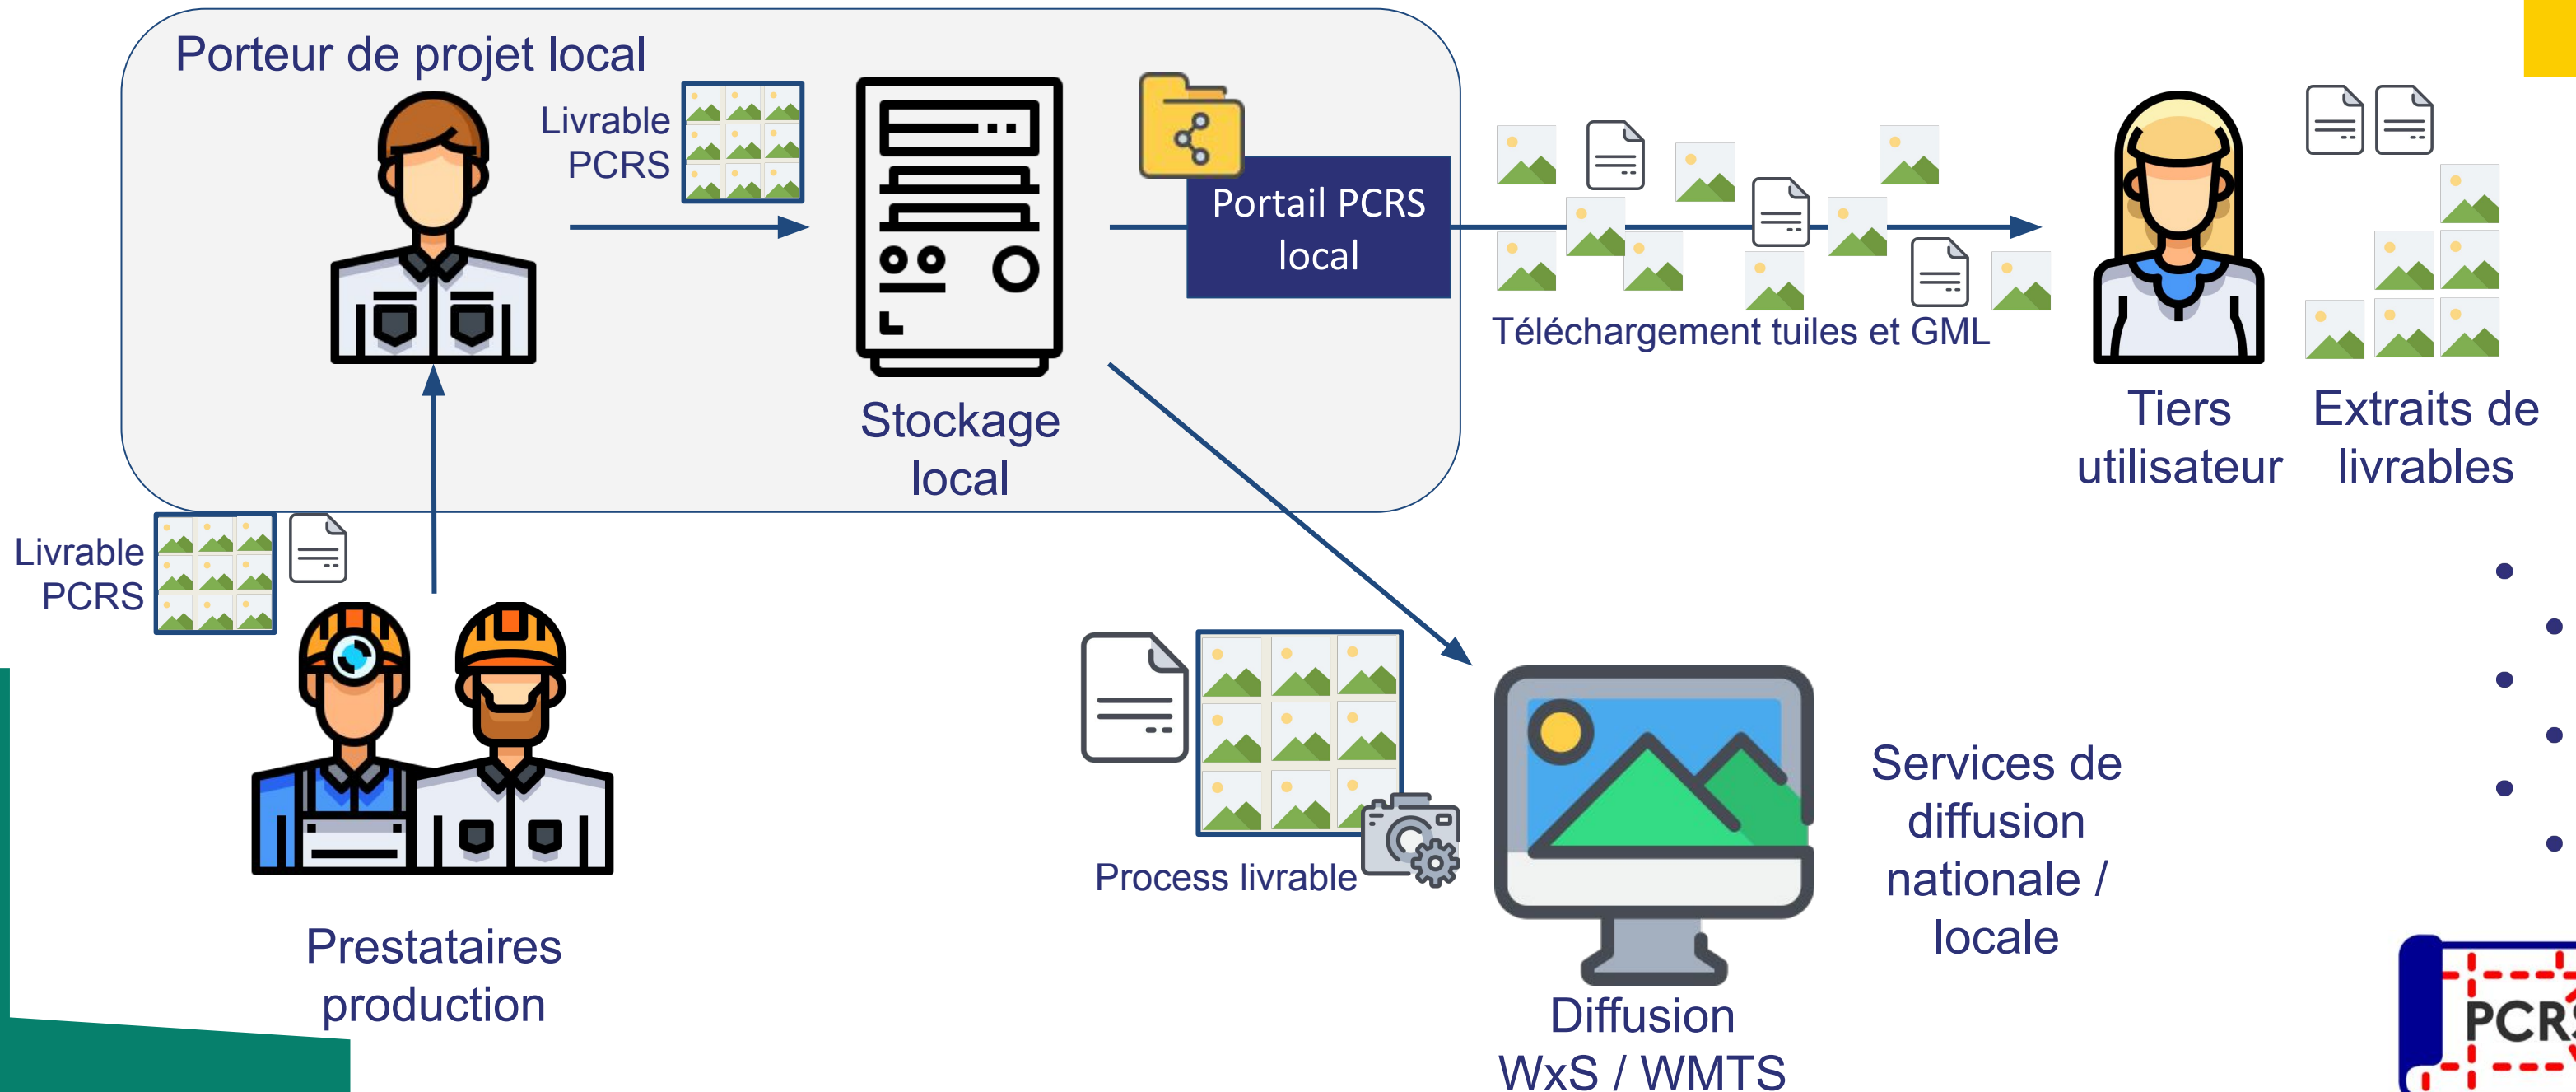 Porteur de projet local
Livrable
PCRS
Portail PCRS
local
Téléchargement tuiles et GML
Stockage
local
Tiers
utilisateur
Extraits de
livrables
Livrable
PCRS
Prestataires
production
Process livrable
Services de
diffusion
nationale /
locale
Diffusion
WxS / WMTS
PCRS